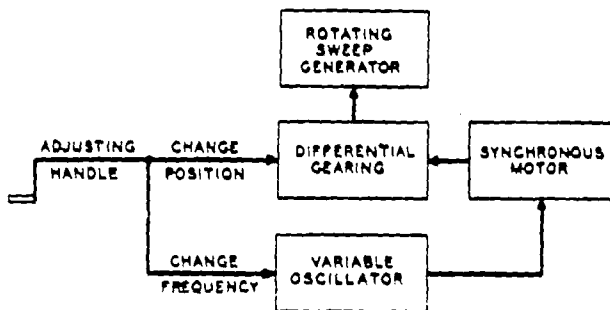 ROTATING
SWEEP
GENERATOR
ADJUSTING
HANDLE
CHANGE
POSITION
DIFFERENTIAL
GEARING
SYNCHRONOUS
MOTOR
CHANGE
FREQUENCY
VARIABLE
OSCILLATOR